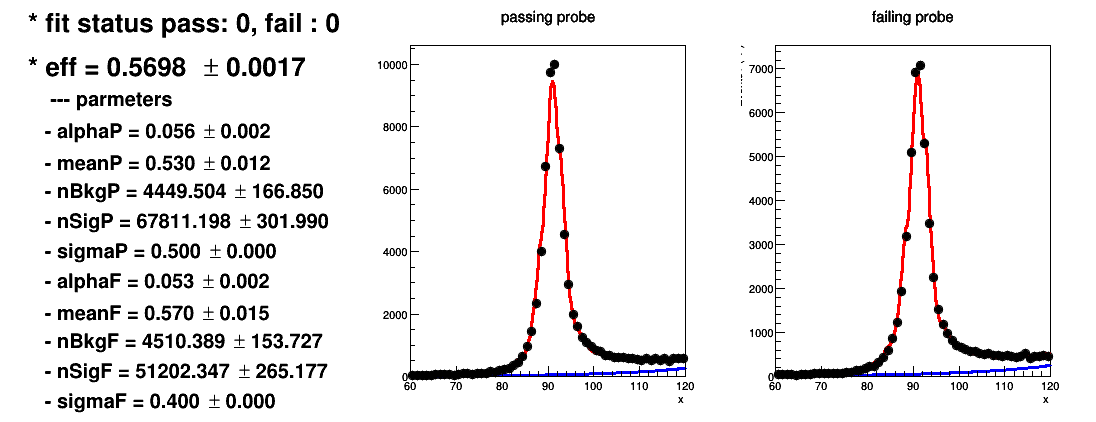 * fit status pass: 0, fail : 0
* eff = 0.5698 ± 0.0017
--- parmeters
- alphaP = 0.056 ± 0.002
- meanP = 0.530 ± 0.012
- nBkgP = 4449.504 ± 166.850
- nSigP = 67811.198 ± 301.990
- sigmaP = 0.500 ± 0.000
- alphaF = 0.053 ± 0.002
- meanF = 0.570 ± 0.015
- nBkgF = 4510.389 ± 153.727
- nSigF = 51202.347 ± 265.177
- sigmaF = 0.400 ± 0.000
passing probe
10000
8000
6000
4000
2000
0
60 70 80 90 100 110 120
x
failing probe
7000
6000
5000
4000
3000
2000
1000
0
60 70 80 90 100 110 120
x